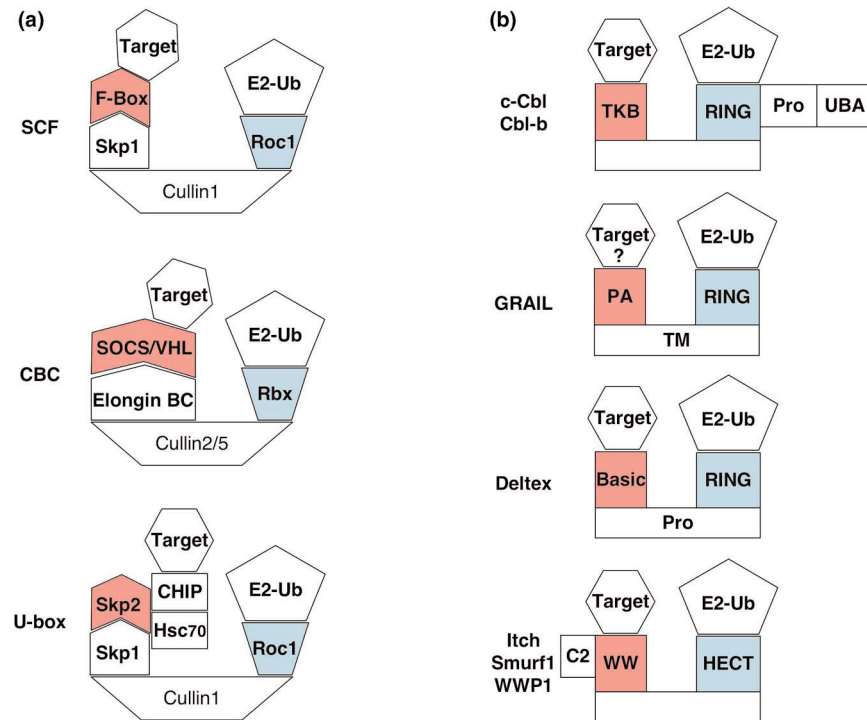 (a)
Target
F-Box
E2-Ub
SCF
Skp1
Roc1
Cullin1
Target
SOCS/VHL
E2-Ub
CBC
Elongin BC
Rbx
Cullin2/5
Target
Skp2
CHIP
E2-Ub
U-box
Hsc70
Skp1
Roc1
Cullin1
(b)
Target
E2-Ub
c-Cbl
Cbl-b
TKB
RING
Pro
UBA
Target
?
E2-Ub
GRAIL
PA
RING
TM
Target
E2-Ub
Deltex
Basic
RING
Pro
Target
E2-Ub
Itch
Smurf1
WWP1
C2
WW
HECT